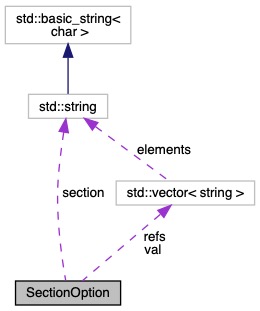 std::basic_string<
char >
std::string
elements
section
std::vector< string >
refs
val
SectionOption